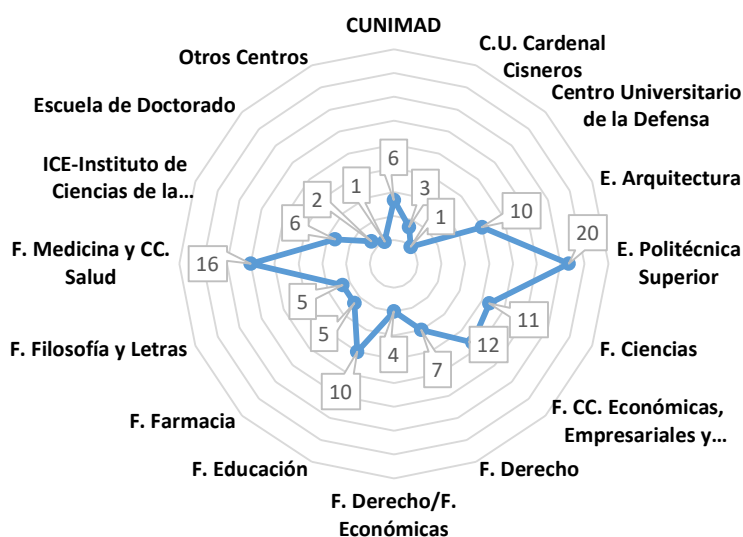 CUNIMAD
C.U. Cardenal
Cisneros
Centro Universitario
de la Defensa
E. Arquitectura
E. Politécnica
Superior
F. Ciencias
F. CC. Económicas,
Empresariales y...
F. Derecho
F. Derecho/F.
Económicas
F. Educación
F. Farmacia
F. Filosofía y Letras
F. Medicina y CC.
Salud
ICE-Instituto de
Ciencias de la...
Escuela de Doctorado
Otros Centros
6
3
1
10
20
11
12
7
4
10
5
5
16
6
2
1